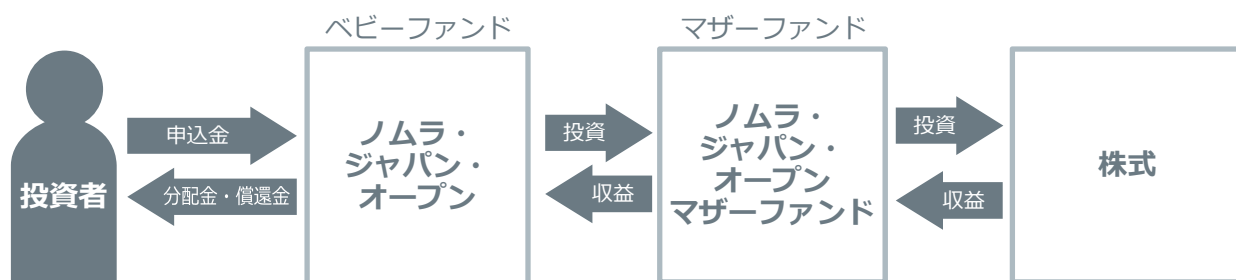 ベビーファンド
マザーファンド
投資者
申込金
分配金・償還金
ノムラ・
ジャパン・
オープン
投資
収益
ノムラ・
ジャパン・
オープン
マザーファンド
投資
収益
株式